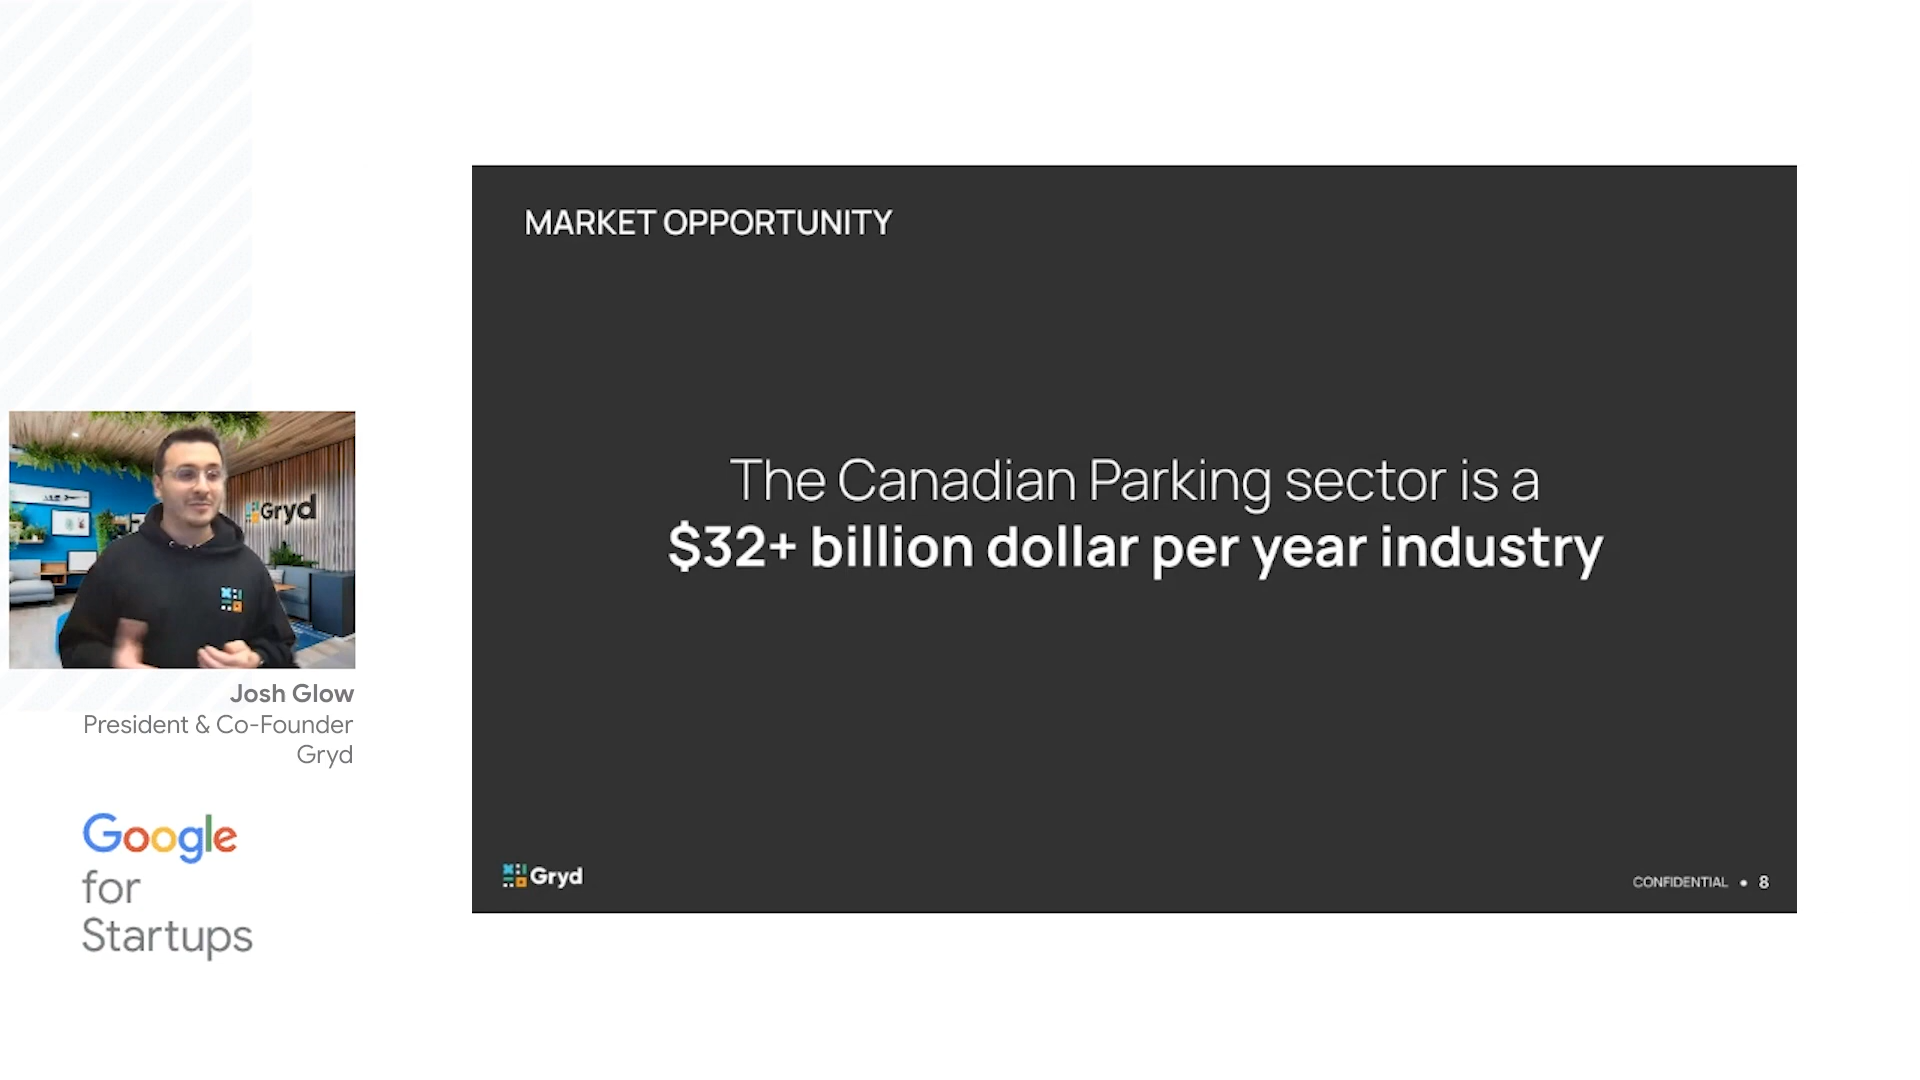 MARKET OPPORTUNITY
The Canadian Parking sector is a
$32+ billion dollar per year industry
Gryd
CONFIDENTIAL • 8
Gryd
Josh Glow
President & Co-Founder
Gryd
Google
for
Startups